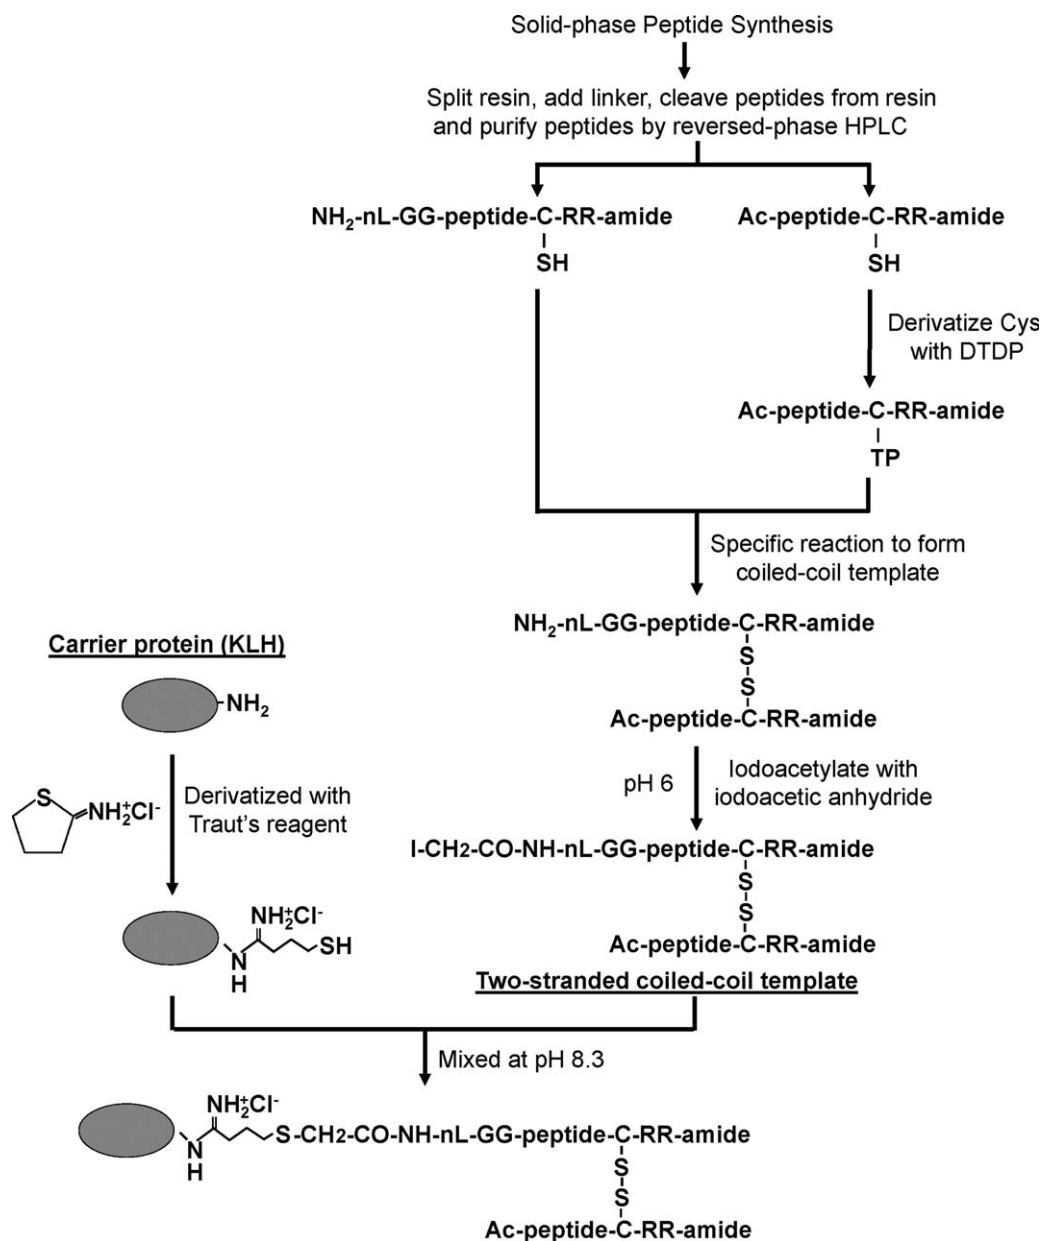 Solid-phase Peptide Synthesis
Split resin, add linker, cleave peptides from resin
and purify peptides by reversed-phase HPLC
NH2-nL-GG-peptide-C-RR-amide
SH
Ac-peptide-C-RR-amide
SH
Derivatize Cys
with DTDP
Ac-peptide-C-RR-amide
TP
Specific reaction to form
coiled-coil template
NH2-nL-GG-peptide-C-RR-amide
S
S
Ac-peptide-C-RR-amide
Carrier protein (KLH)
NH2
S
NH2+Cl-
Derivatized with
Traut's reagent
pH 6
Iodoacetylate with
iodoacetic anhydride
I-CH2-CO-NH-nL-GG-peptide-C-RR-amide
S
S
Ac-peptide-C-RR-amide
Two-stranded coiled-coil template
NH2+Cl-
N
H
SH
Mixed at pH 8.3
NH2+Cl-
N
H
S-CH2-CO-NH-nL-GG-peptide-C-RR-amide
S
S
Ac-peptide-C-RR-amide